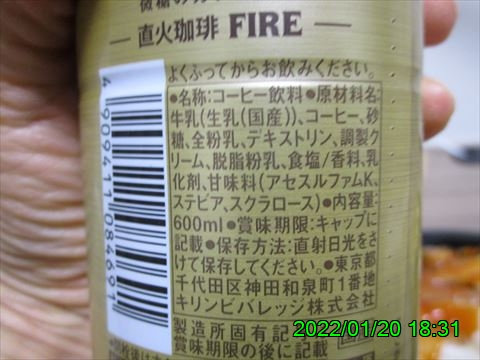 微糖の
直火珈琲 FIRE
よくふってからお飲みください。
●名称:コーヒー飲料●原材料名:
牛乳(生乳(国産))、コーヒー、砂
糖、全粉乳、デキストリン、調製ク
リーム、脱脂粉乳、食塩/香料、乳
化剤、甘味料(アセスルファムK、
ステビア、スクラロース)●内容量:
600ml●賞味期限:キャップに
記載●保存方法:直射日光をさ
けて保存してください。●東京都
千代田区神田和泉町1番地
キリンビバレッジ株式会社
製造所固有記号
賞味期限の後に記載
4 909411 084691
2022/01/20 18:31